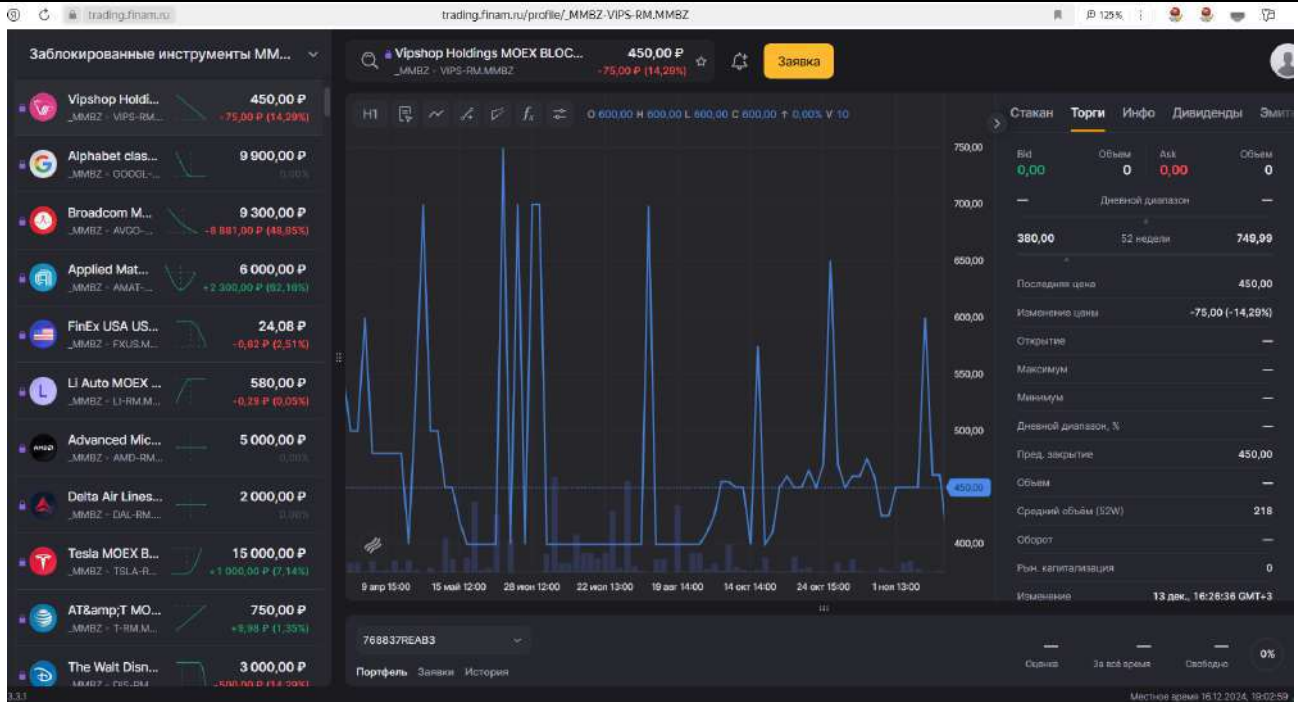 trading.finam.ru
trading.finam.ru/profile/_MMBZ-VIPS-RM.MMBZ
125%
Заблокированные инструменты ММ...
Vipshop Holdi...
450,00 ₽
_MMBZ - VIPS-RM...
-75,00 ₽ (14,29%)
Alphabet clas...
9 900,00 ₽
_MMBZ - GOOGL-...
0,00%
Broadcom M...
9 300,00 ₽
_MMBZ - AVGO-...
-8 881,00 ₽ (48,85%)
Applied Mat...
6 000,00 ₽
_MMBZ - AMAT-...
+2 300,00 ₽ (62,16%)
FinEx USA US...
24,08 ₽
_MMBZ - FXUS.M...
-0,62 ₽ (2,51%)
Li Auto MOEX ...
580,00 ₽
_MMBZ - LI-RM.M...
-0,29 ₽ (0,05%)
Advanced Mic...
5 000,00 ₽
_MMBZ - AMD-RM...
0,00%
Delta Air Lines...
2 000,00 ₽
_MMBZ - DAL-RM....
0,00%
Tesla MOEX B...
15 000,00 ₽
_MMBZ - TSLA-R...
+1 000,00 ₽ (7,14%)
AT&amp;T MO...
750,00 ₽
_MMBZ - T-RM.M...
+9,98 ₽ (1,35%)
The Walt Disn...
3 000,00 ₽
_MMBZ - DIS-RM
-500,00 ₽ (14,29%)
3.3.1
Vipshop Holdings MOEX BLOC...
450,00 ₽
_MMBZ - VIPS-RM.MMBZ
-75,00 ₽ (14,29%)
Заявка
H1
O 600,00 H 600,00 L 600,00 C 600,00 ↑ 0,00% V 10
750,00
700,00
650,00
600,00
550,00
500,00
450,00
400,00
9 апр 15:00 15 май 12:00 28 июн 12:00 22 июл 13:00 19 авг 14:00 14 окт 14:00 24 окт 15:00 1 ноя 13:00
Стакан Торги Инфо Дивиденды
Bid Объем Ask Объем
0,00 0 0,00 0
— Дневной диапазон —
380,00 52 недели 749,99
Последняя цена 450,00
Изменение цены -75,00 (-14,29%)
Открытие —
Максимум —
Минимум —
Дневной диапазон, % —
Пред. закрытие 450,00
Объем —
Средний объём (52W) 218
Оборот —
Рын. капитализация 0
Изменение 13 дек., 16:26:36 GMT+3
768837REAB3
Портфель Заявки История
— — —
Оценка За всё время Свободно
0%
Местное время 16.12.2024, 19:02:59